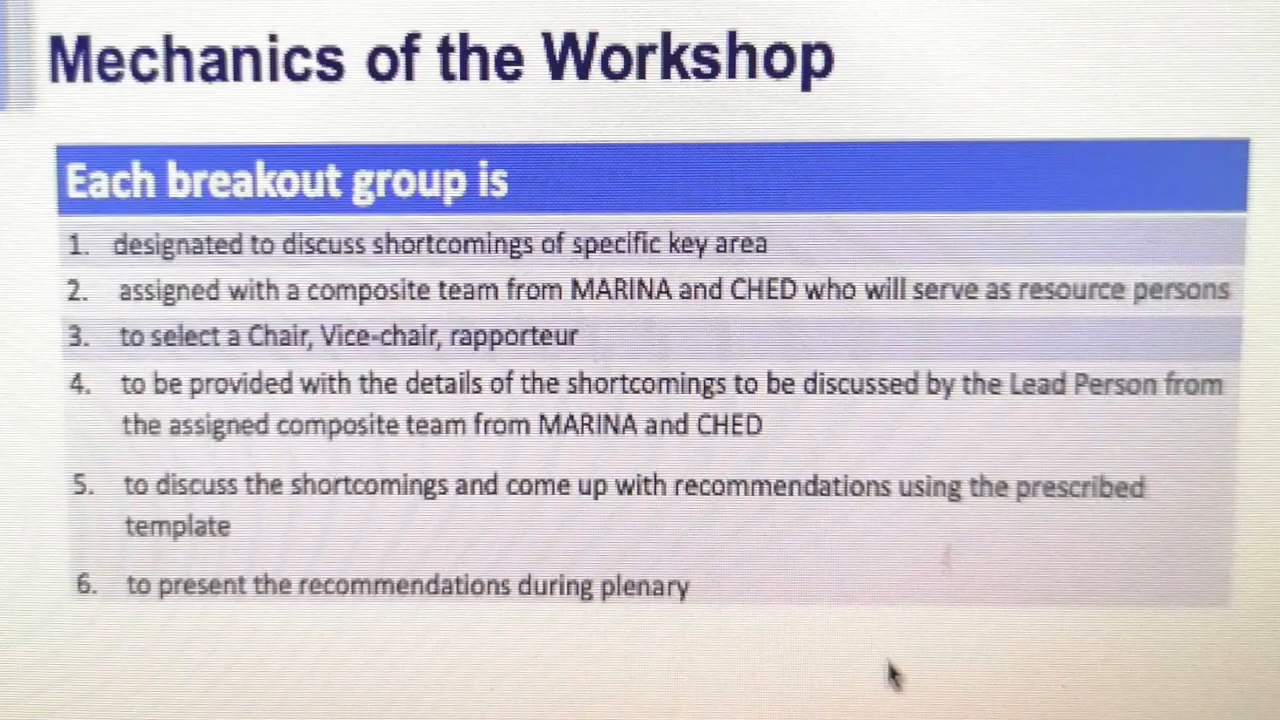 Mechanics of the Workshop
Each breakout group is
1. designated to discuss shortcomings of specific key area
2. assigned with a composite team from MARINA and CHED who will serve as resource persons
3. to select a Chair, Vice-chair, rapporteur
4. to be provided with the details of the shortcomings to be discussed by the Lead Person from
the assigned composite team from MARINA and CHED
5. to discuss the shortcomings and come up with recommendations using the prescribed
template
6. to present the recommendations during plenary